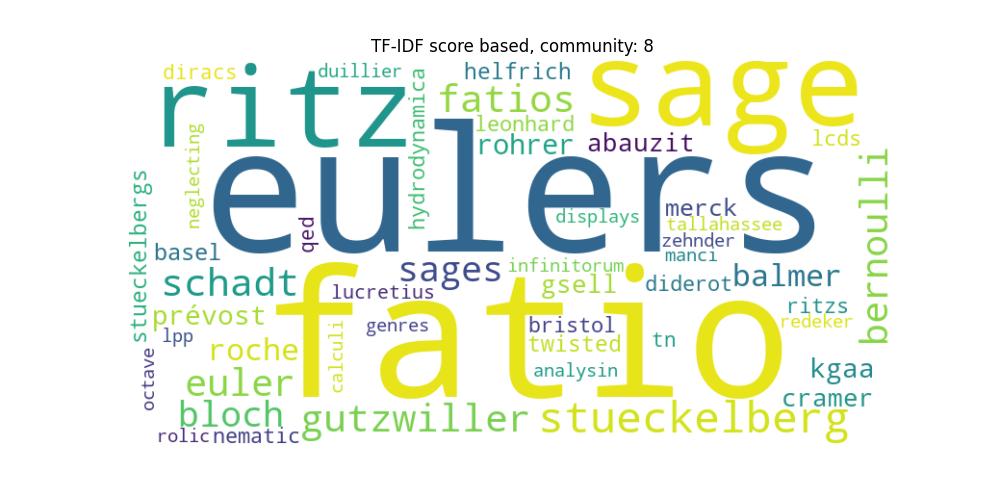 TF-IDF score based, community: 8
diracs
duillier
helfrich
sage
ritz
fatios
hydrodynamica
leonhard
rohrer
abauzit
lcds
neglecting
eulers
bernoulli
stueckelbergs
qed
displays
merck
tallahassee
zehnder
manci
basel
sages
infinitorum
schadt
lucretius
gsell
diderot
balmer
fatio
prévost
genres
bristol
ritzs
redeker
lpp
calculi
twisted
tn
roche
octave
analysin
kgaa
euler
cramer
bloch
gutzwiller
stueckelberg
rolic
nematic